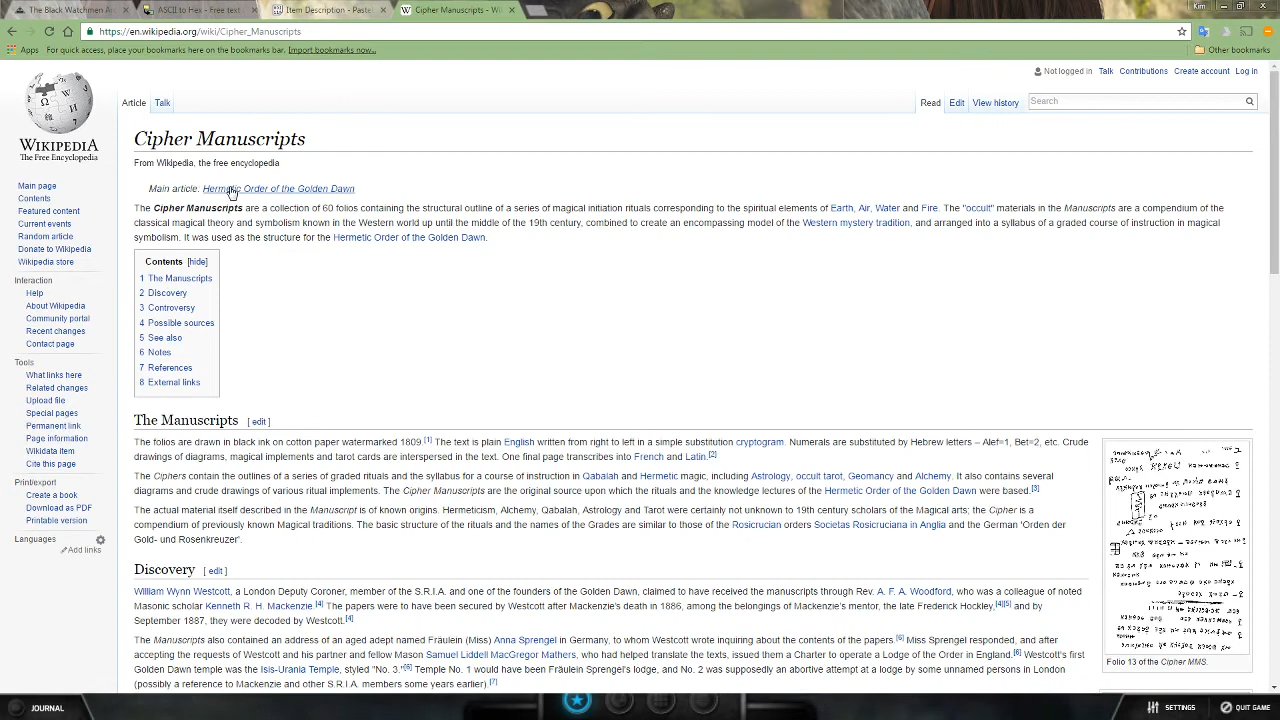 The Black Watchmen
ASCII to Hex - Free text
Item Description - Paste
Cipher Manuscripts - Wi
Kim
https://en.wikipedia.org/wiki/Cipher_Manuscripts
Apps For quick access, place your bookmarks here on the bookmarks bar. Import bookmarks now...
Other bookmarks
Not logged in Talk Contributions Create account Log in
Article Talk
Read Edit View history Search
WIKIPEDIA
The Free Encyclopedia
Main page
Contents
Featured content
Current events
Random article
Donate to Wikipedia
Wikipedia store
Interaction
Help
About Wikipedia
Community portal
Recent changes
Contact page
Tools
What links here
Related changes
Upload file
Special pages
Permanent link
Page information
Wikidata item
Cite this page
Print/export
Create a book
Download as PDF
Printable version
Languages
Add links
Cipher Manuscripts
From Wikipedia, the free encyclopedia
Main article: Hermetic Order of the Golden Dawn
The Cipher Manuscripts are a collection of 60 folios containing the structural outline of a series of magical initiation rituals corresponding to the spiritual elements of Earth, Air, Water and Fire. The "occult" materials in the Manuscripts are a compendium of the
classical magical theory and symbolism known in the Western world up until the middle of the 19th century, combined to create an encompassing model of the Western mystery tradition, and arranged into a syllabus of a graded course of instruction in magical
symbolism. It was used as the structure for the Hermetic Order of the Golden Dawn.
Contents [hide]
1 The Manuscripts
2 Discovery
3 Controversy
4 Possible sources
5 See also
6 Notes
7 References
8 External links
The Manuscripts [ edit ]
The folios are drawn in black ink on cotton paper watermarked 1809.[1] The text is plain English written from right to left in a simple substitution cryptogram. Numerals are substituted by Hebrew letters – Alef=1, Bet=2, etc. Crude
drawings of diagrams, magical implements and tarot cards are interspersed in the text. One final page transcribes into French and Latin.[2]
The Ciphers contain the outlines of a series of graded rituals and the syllabus for a course of instruction in Qabalah and Hermetic magic, including Astrology, occult tarot, Geomancy and Alchemy. It also contains several
diagrams and crude drawings of various ritual implements. The Cipher Manuscripts are the original source upon which the rituals and the knowledge lectures of the Hermetic Order of the Golden Dawn were based.[3]
The actual material itself described in the Manuscript is of known origins. Hermeticism, Alchemy, Qabalah, Astrology and Tarot were certainly not unknown to 19th century scholars of the Magical arts; the Cipher is a
compendium of previously known Magical traditions. The basic structure of the rituals and the names of the Grades are similar to those of the Rosicrucian orders Societas Rosicruciana in Anglia and the German 'Orden der
Gold- und Rosenkreuzer'.
Folio 13 of the Cipher MMS.
Discovery [ edit ]
William Wynn Westcott, a London Deputy Coroner, member of the S.R.I.A. and one of the founders of the Golden Dawn, claimed to have received the manuscripts through Rev. A. F. A. Woodford, who was a colleague of noted
Masonic scholar Kenneth R. H. Mackenzie.[4] The papers were to have been secured by Westcott after Mackenzie's death in 1886, among the belongings of Mackenzie's mentor, the late Frederick Hockley,[4][5] and by
September 1887, they were decoded by Westcott.[4]
The Manuscripts also contained an address of an aged adept named Fräulein (Miss) Anna Sprengel in Germany, to whom Westcott wrote inquiring about the contents of the papers.[6] Miss Sprengel responded, and after
accepting the requests of Westcott and his partner and fellow Mason Samuel Liddell MacGregor Mathers, who had helped translate the texts, issued them a Charter to operate a Lodge of the Order in England.[6] Westcott's first
Golden Dawn temple was the Isis-Urania Temple, styled "No. 3."[6] Temple No. 1 would have been Fräulein Sprengel's lodge, and No. 2 was supposedly an abortive attempt at a lodge by some unnamed persons in London
(possibly a reference to Mackenzie and other S.R.I.A. members some years earlier).[7]
JOURNAL
SETTINGS
QUIT GAME